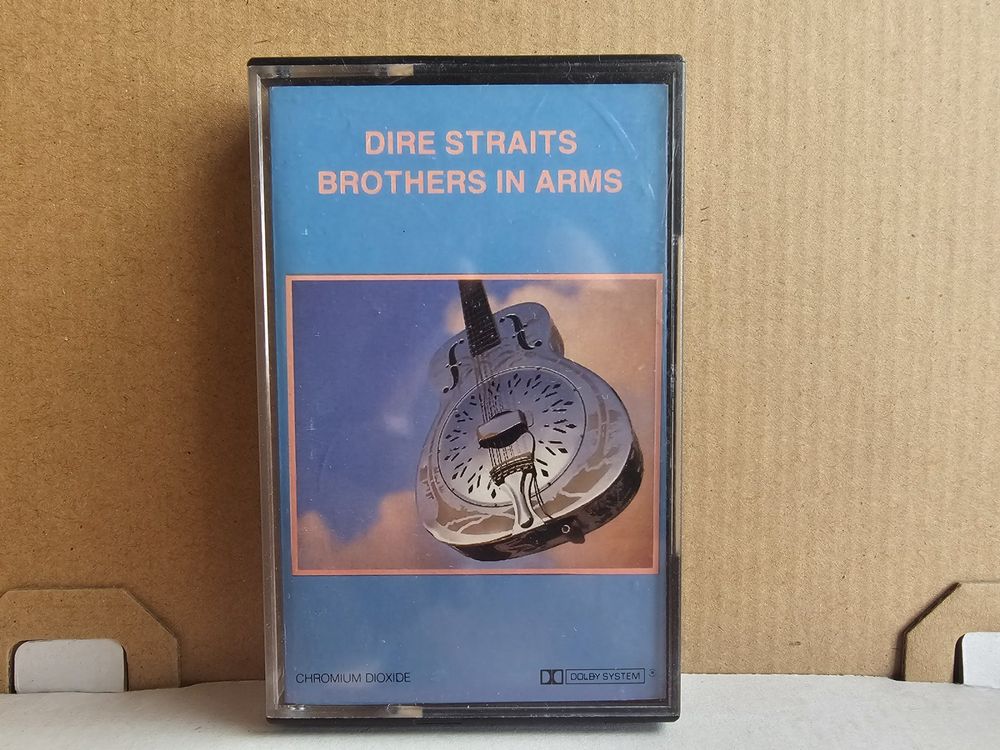 DIRE STRAITS
BROTHERS IN ARMS
CHROMIUM DIOXIDE
DOLBY SYSTEM ®